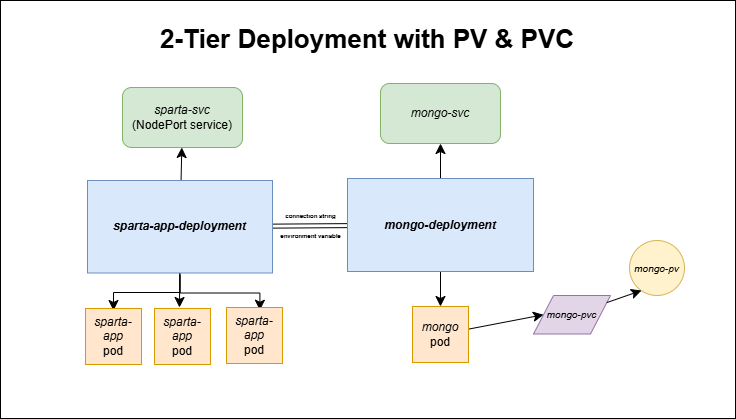 2-Tier Deployment with PV & PVC
sparta-svc
(NodePort service)
mongo-svc
sparta-app-deployment
connection string
environment variable
mongo-deployment
mongo-pv
sparta-
app
pod
sparta-
app
pod
sparta-
app
pod
mongo
pod
mongo-pvc